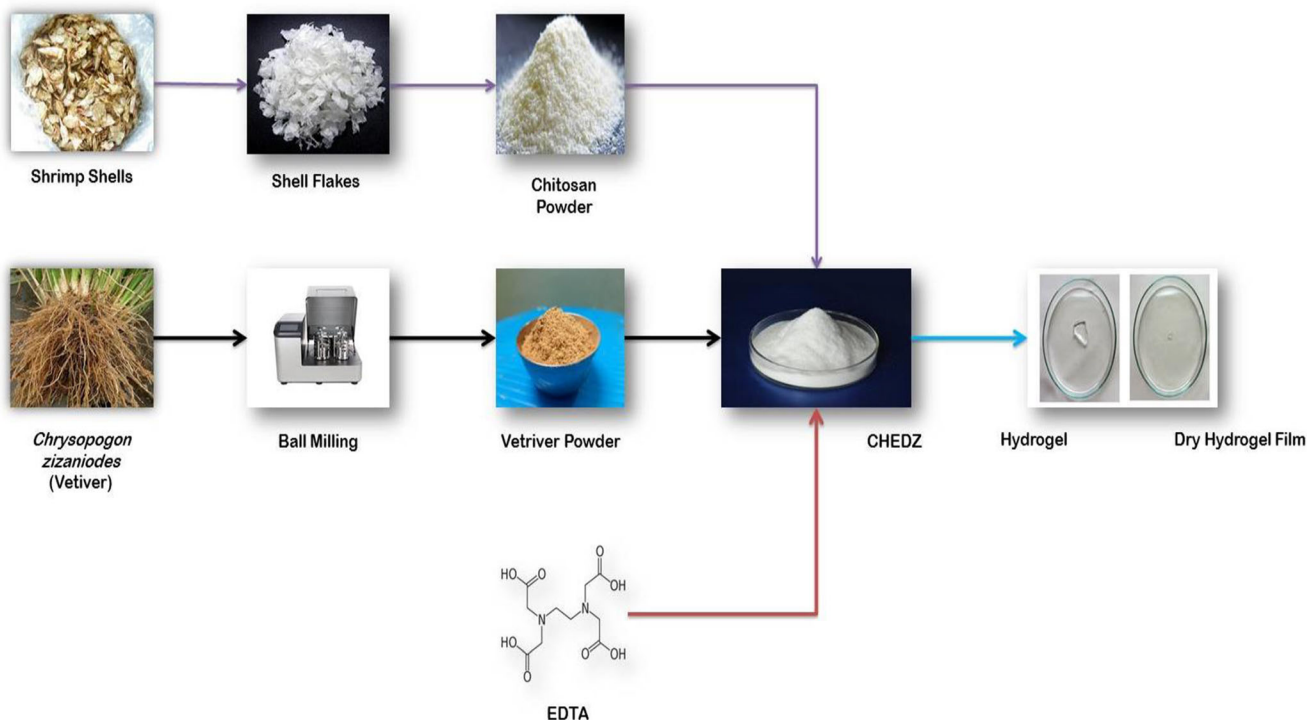 Shrimp Shells
Shell Flakes
Chitosan
Powder
Chrysopogon
zizaniodes
(Vetiver)
Ball Milling
Vetriver Powder
CHEDZ
Hydrogel
Dry Hydrogel Film
O
HO
O
OH
N
N
HO
O
O
OH
EDTA